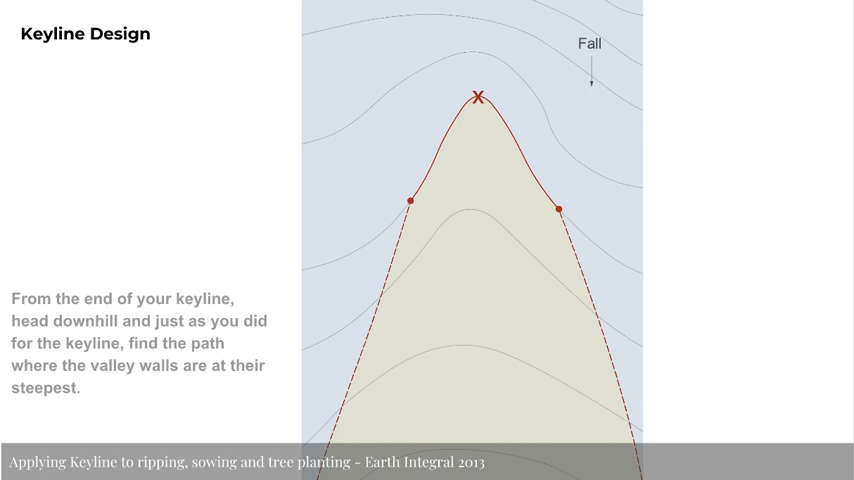 Keyline Design
Fall
X
From the end of your keyline,
head downhill and just as you did
for the keyline, find the path
where the valley walls are at their
steepest.
Applying Keyline to ripping, sowing and tree planting - Earth Integral 2013